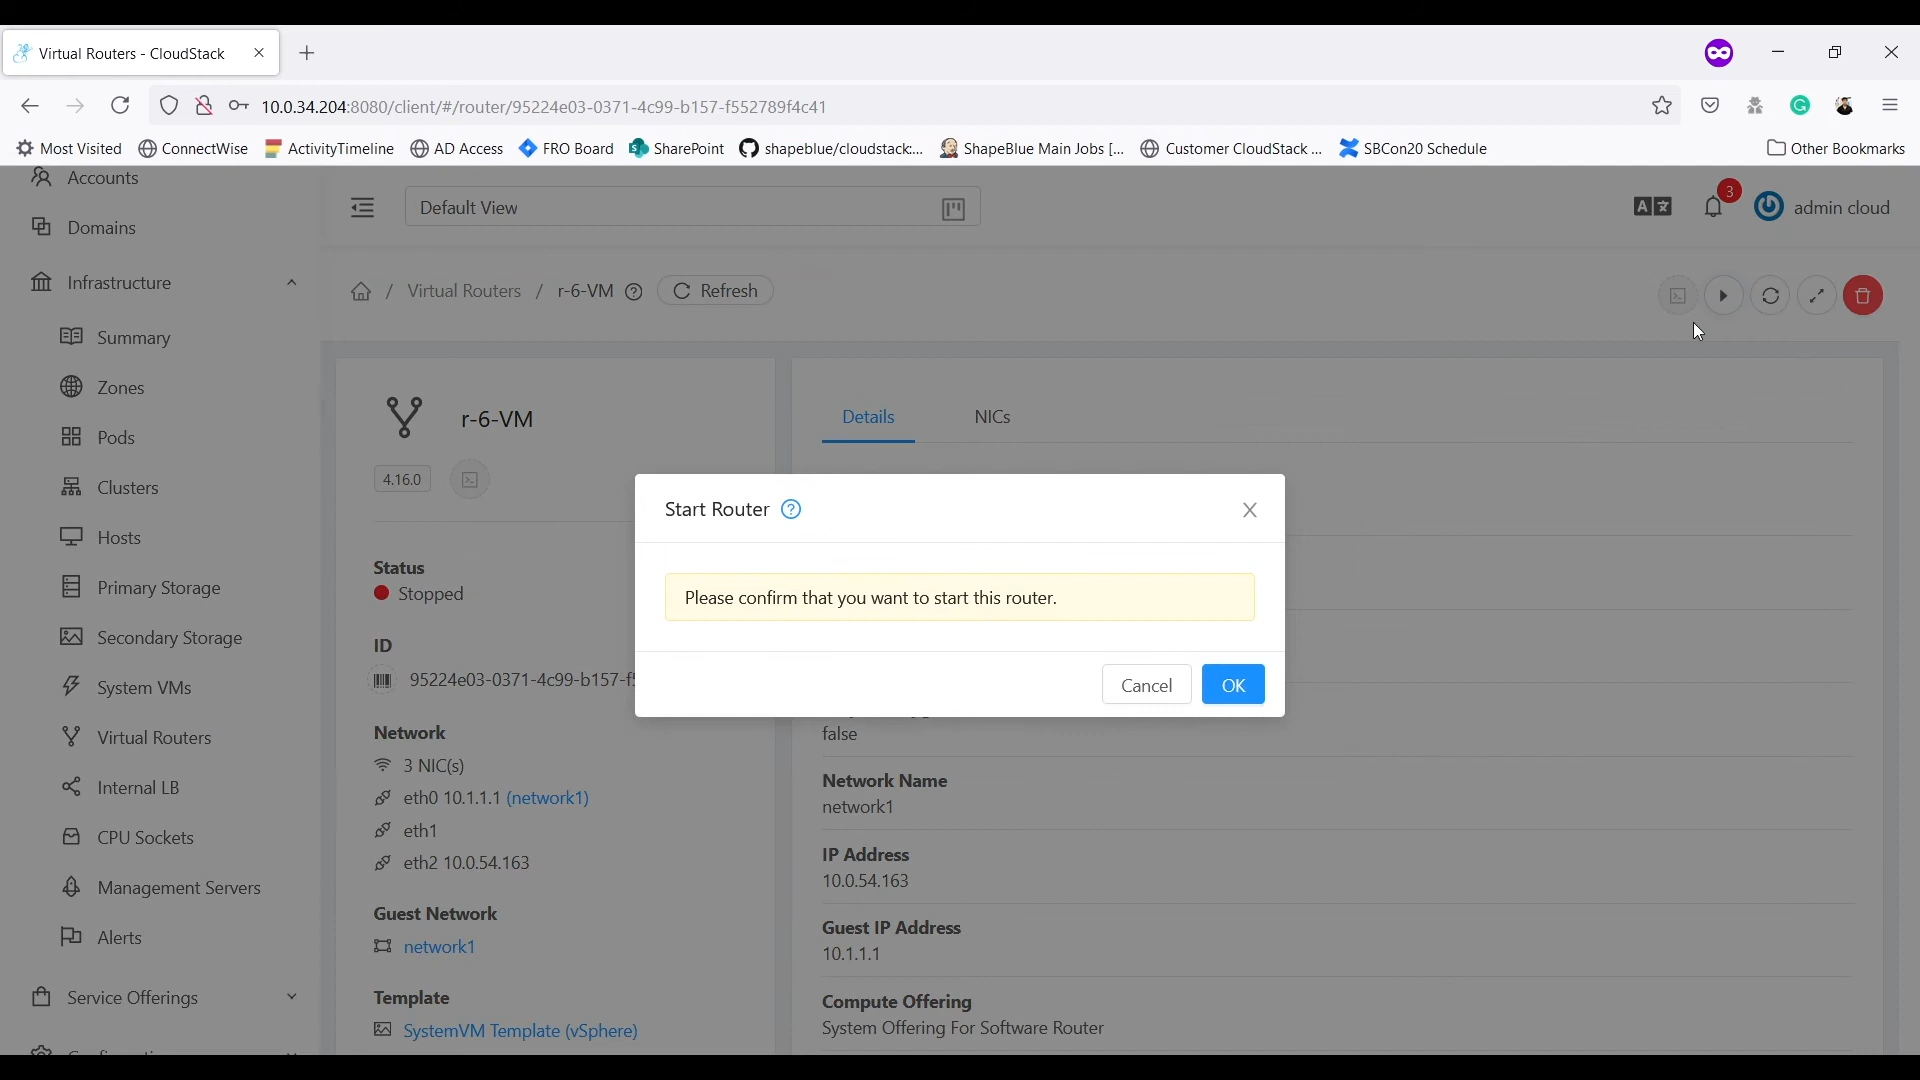 Virtual Routers - CloudStack
10.0.34.204:8080/client/#/router/95224e03-0371-4c99-b157-f552789f4c41
Most Visited ConnectWise ActivityTimeline AD Access FRO Board SharePoint shapeblue/cloudstack:... ShapeBlue Main Jobs [... Customer CloudStack ... SBCon20 Schedule Other Bookmarks
Accounts
Default View
3
admin cloud
Domains
Infrastructure
/ Virtual Routers / r-6-VM Refresh
Summary
Zones
Pods
Clusters
Hosts
Primary Storage
Secondary Storage
System VMs
Virtual Routers
Internal LB
CPU Sockets
Management Servers
Alerts
Service Offerings
r-6-VM
4.16.0
Status
Stopped
ID
95224e03-0371-4c99-b157-f5
Network
3 NIC(s)
eth0 10.1.1.1 (network1)
eth1
eth2 10.0.54.163
Guest Network
network1
Template
SystemVM Template (vSphere)
Details NICs
Start Router
Please confirm that you want to start this router.
Cancel OK
false
Network Name
network1
IP Address
10.0.54.163
Guest IP Address
10.1.1.1
Compute Offering
System Offering For Software Router